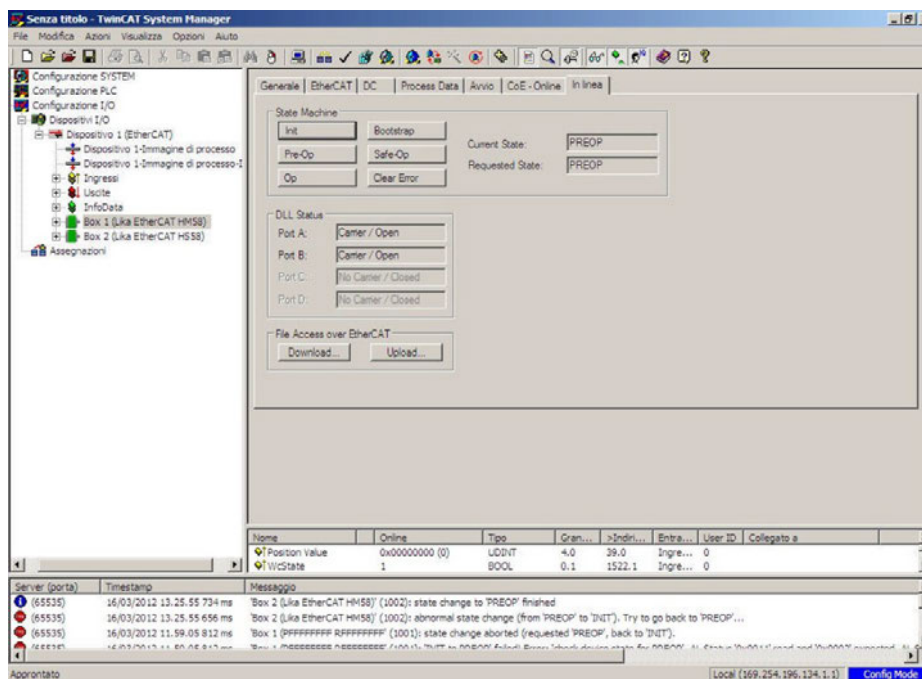 Senza titolo - TwinCAT System Manager
File Modifica Azioni Visualizza Opzioni Aiuto
Configurazione SYSTEM
Configurazione PLC
Configurazione I/O
Dispositivi I/O
Dispositivo 1 (EtherCAT)
Dispositivo 1-Immagine di processo
Dispositivo 1-Immagine di processo-I
Ingressi
Uscite
InfoData
Box 1 (Lika EtherCAT HM58)
Box 2 (Lika EtherCAT HS58)
Assegnazioni
Generale EtherCAT DC Process Data Avvio CoE - Online In linea
State Machine
Init Bootstrap
Pre-Op Safe-Op
Op Clear Error
Current State: PREOP
Requested State: PREOP
DLL Status
Port A: Carrier / Open
Port B: Carrier / Open
Port C: No Carrier / Closed
Port D: No Carrier / Closed
File Access over EtherCAT
Download... Upload...
Nome Online Tipo Gran... >Indiri... Entra... User ID Collegato a
Position Value 0x00000000 (0) UDINT 4.0 39.0 Ingre... 0
WcState 1 BOOL 0.1 1522.1 Ingre... 0
Server (porta) Timestamp Messaggio
(65535) 16/03/2012 13.25.55 734 ms 'Box 2 (Lika EtherCAT HM58)' (1002): state change to 'PREOP' finished
(65535) 16/03/2012 13.25.55 656 ms 'Box 2 (Lika EtherCAT HM58)' (1002): abnormal state change (from 'PREOP' to 'INIT'). Try to go back to 'PREOP'...
(65535) 16/03/2012 11.59.05 812 ms 'Box 1 (PFFFFFFFF RFFFFFFFF)' (1001): state change aborted (requested 'PREOP', back to 'INIT').
Approntato Local (169.254.196.134.1.1) Config Mode